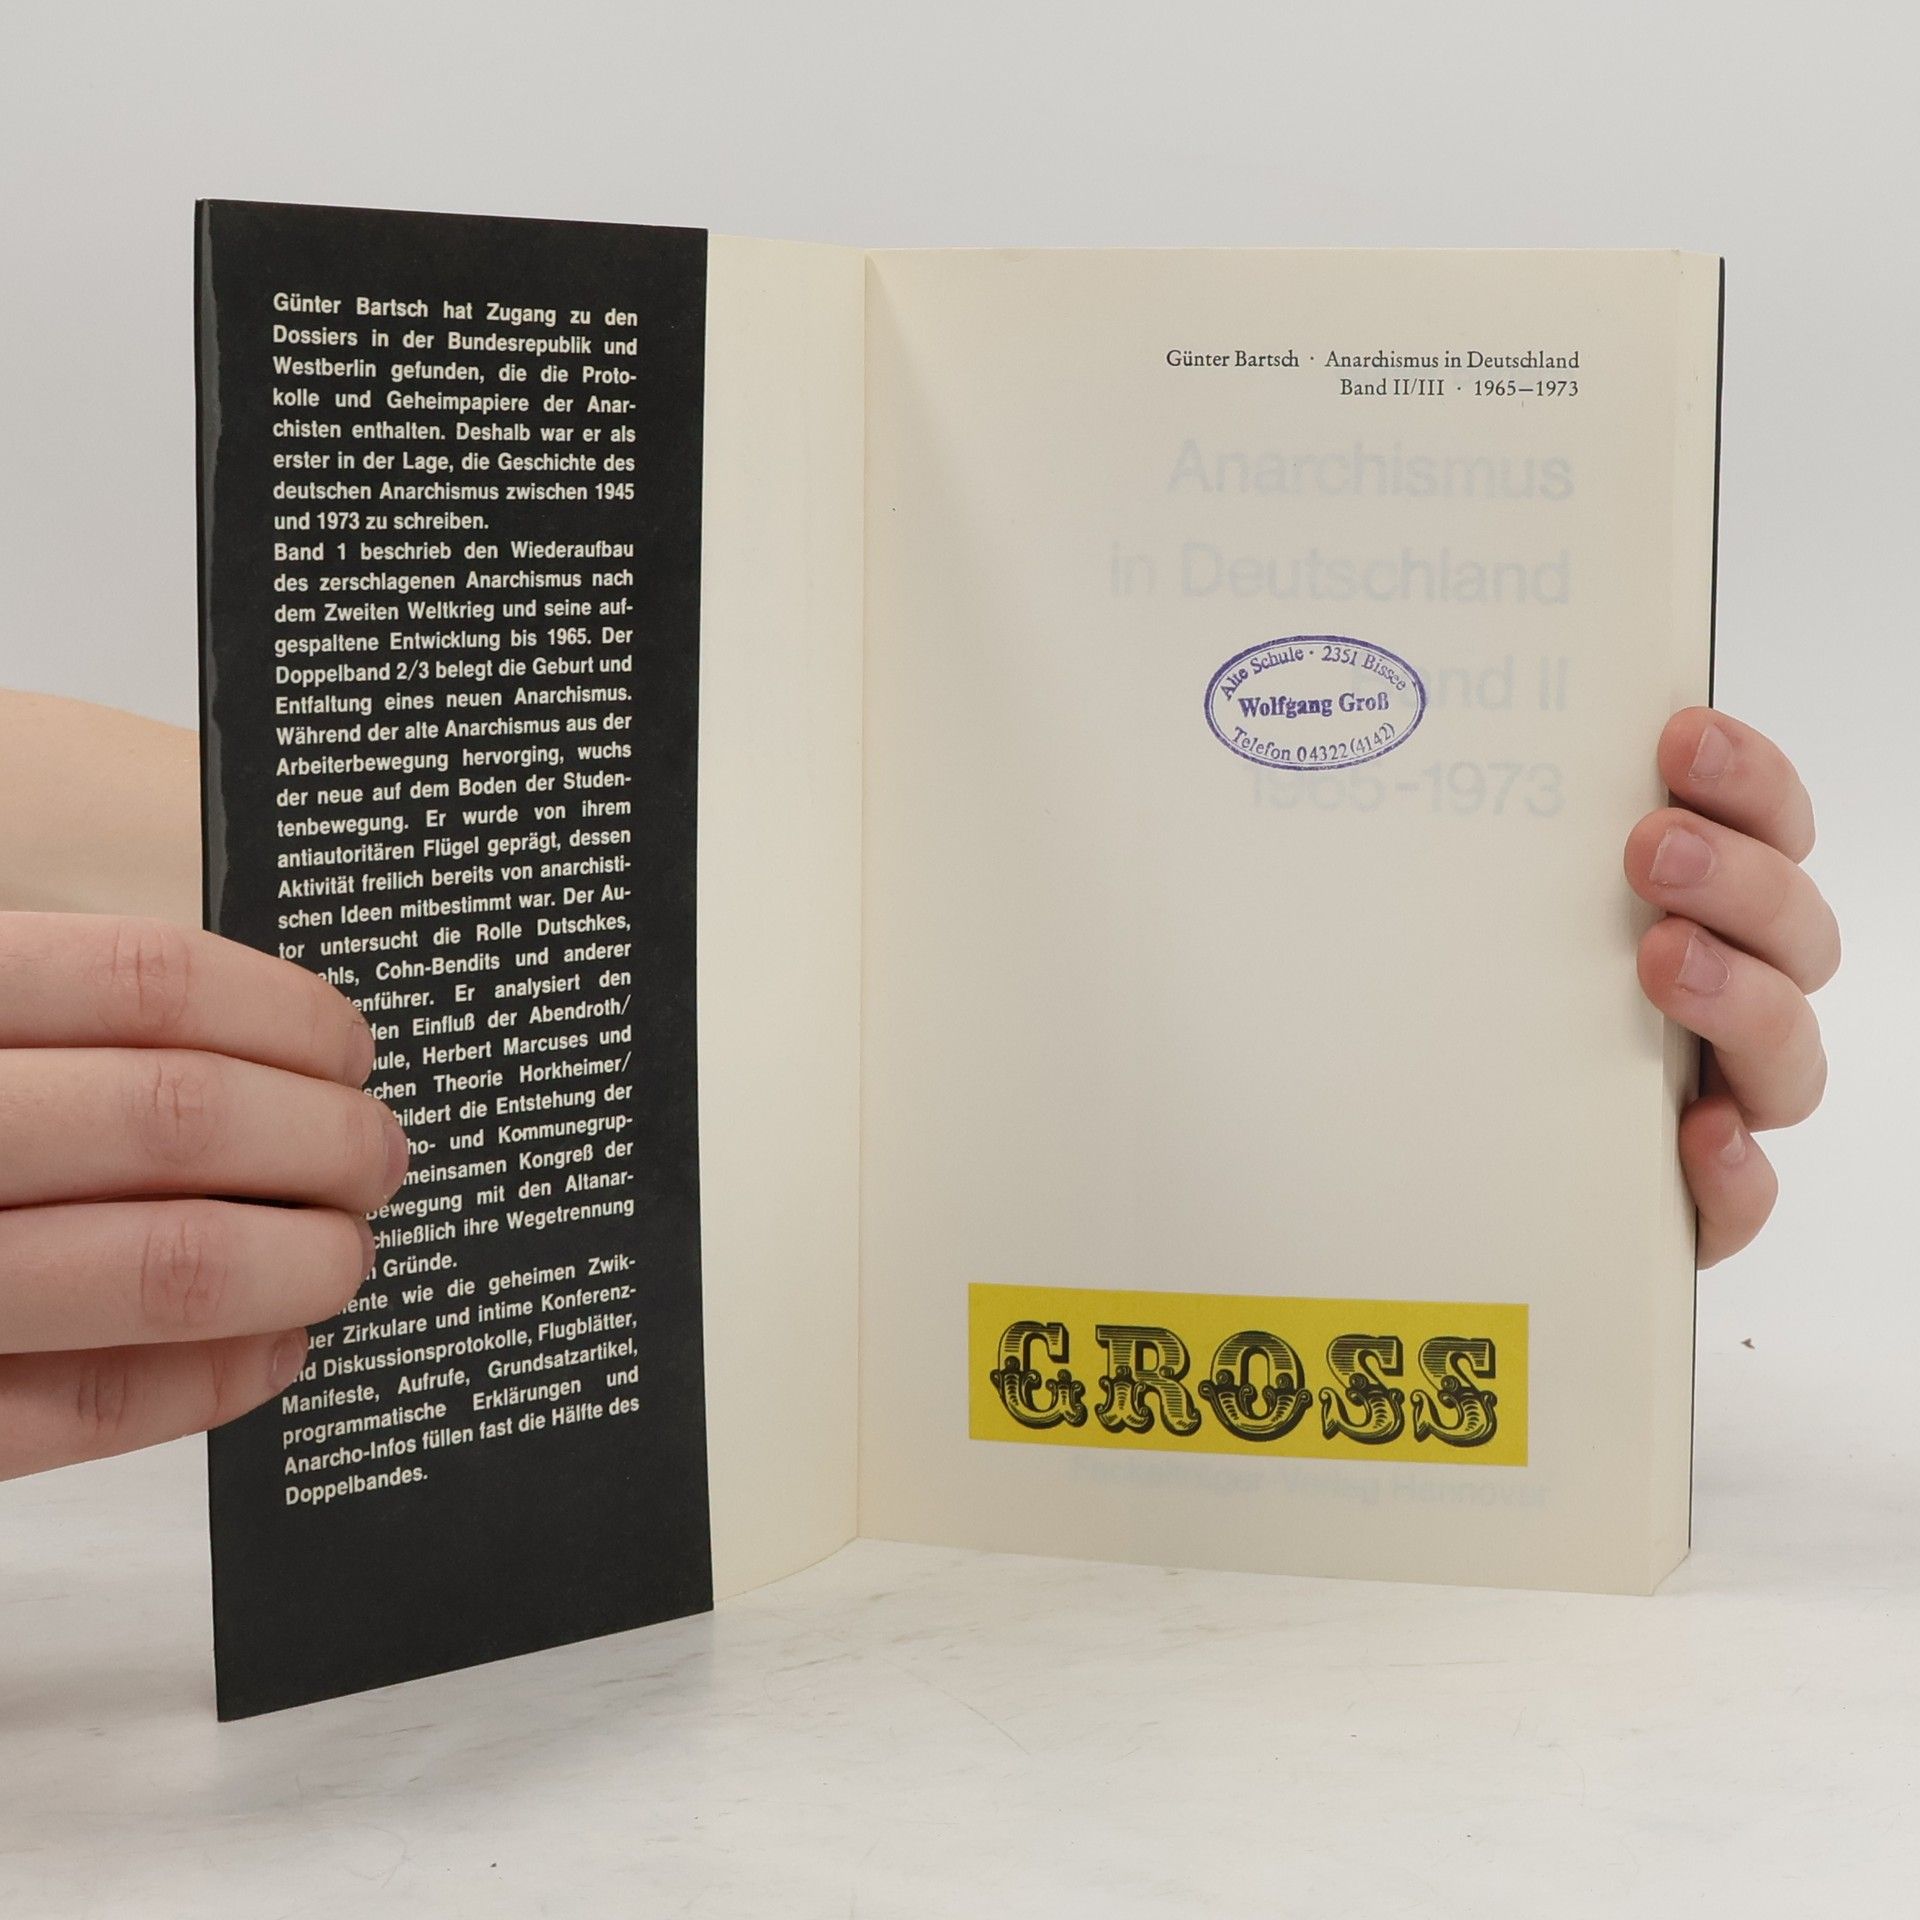 Günter Bartsch hat Zugang zu den
Dossiers in der Bundesrepublik und
Westberlin gefunden, die die Proto-
kolle und Geheimpapiere der Anar-
chisten enthalten. Deshalb war er als
erster in der Lage, die Geschichte des
deutschen Anarchismus zwischen 1945
und 1973 zu schreiben.
Band 1 beschrieb den Wiederaufbau
des zerschlagenen Anarchismus nach
dem Zweiten Weltkrieg und seine auf-
gespaltene Entwicklung bis 1965. Der
Doppelband 2/3 belegt die Geburt und
Entfaltung eines neuen Anarchismus.
Während der alte Anarchismus aus der
Arbeiterbewegung hervorging, wuchs
der neue auf dem Boden der Studen-
tenbewegung. Er wurde von ihrem
antiautoritären Flügel geprägt, dessen
Aktivität freilich bereits von anarchisti-
schen Ideen mitbestimmt war. Der Au-
tor untersucht die Rolle Dutschkes,
Cohn-Bendits und anderer
Er analysiert den
Einfluß der Abendroth/
Herbert Marcuses und
Theorie Horkheimer/
die Entstehung der
und Kommunegrup-
Kongreß der
mit den Altanar-
ihre Wegetrennung
Gründe.
wie die geheimen Zwik-
Zirkulare und intime Konferenz-
Diskussionsprotokolle, Flugblätter,
Manifeste, Aufrufe, Grundsatzartikel,
programmatische Erklärungen und
Anarcho-Infos füllen fast die Hälfte des
Doppelbandes.
Günter Bartsch · Anarchismus in Deutschland
Band II/III · 1965–1973
Anarchismus
in Deutschland
Band II
1965-1973
Alte Schule · 2351 Bissee
Wolfgang Groß
Telefon 04322 (4142)
GROSS
Fackelträger-Verlag Hannover